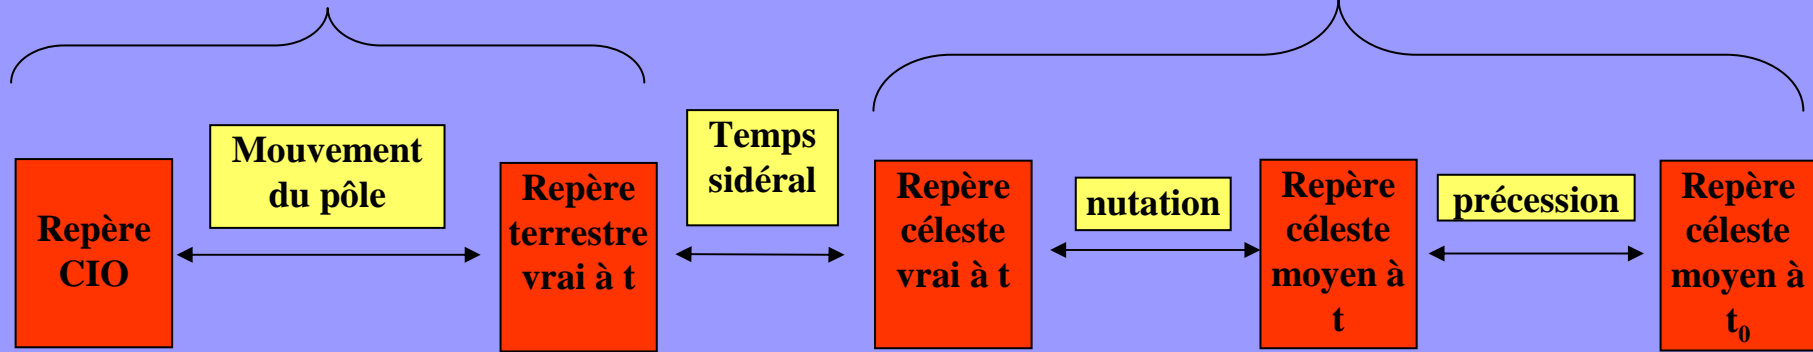 Repère
CIO
Mouvement
du pôle
Repère
terrestre
vrai à t
Temps
sidéral
Repère
céleste
vrai à t
nutation
Repère
céleste
moyen à
t
précession
Repère
céleste
moyen à
t₀